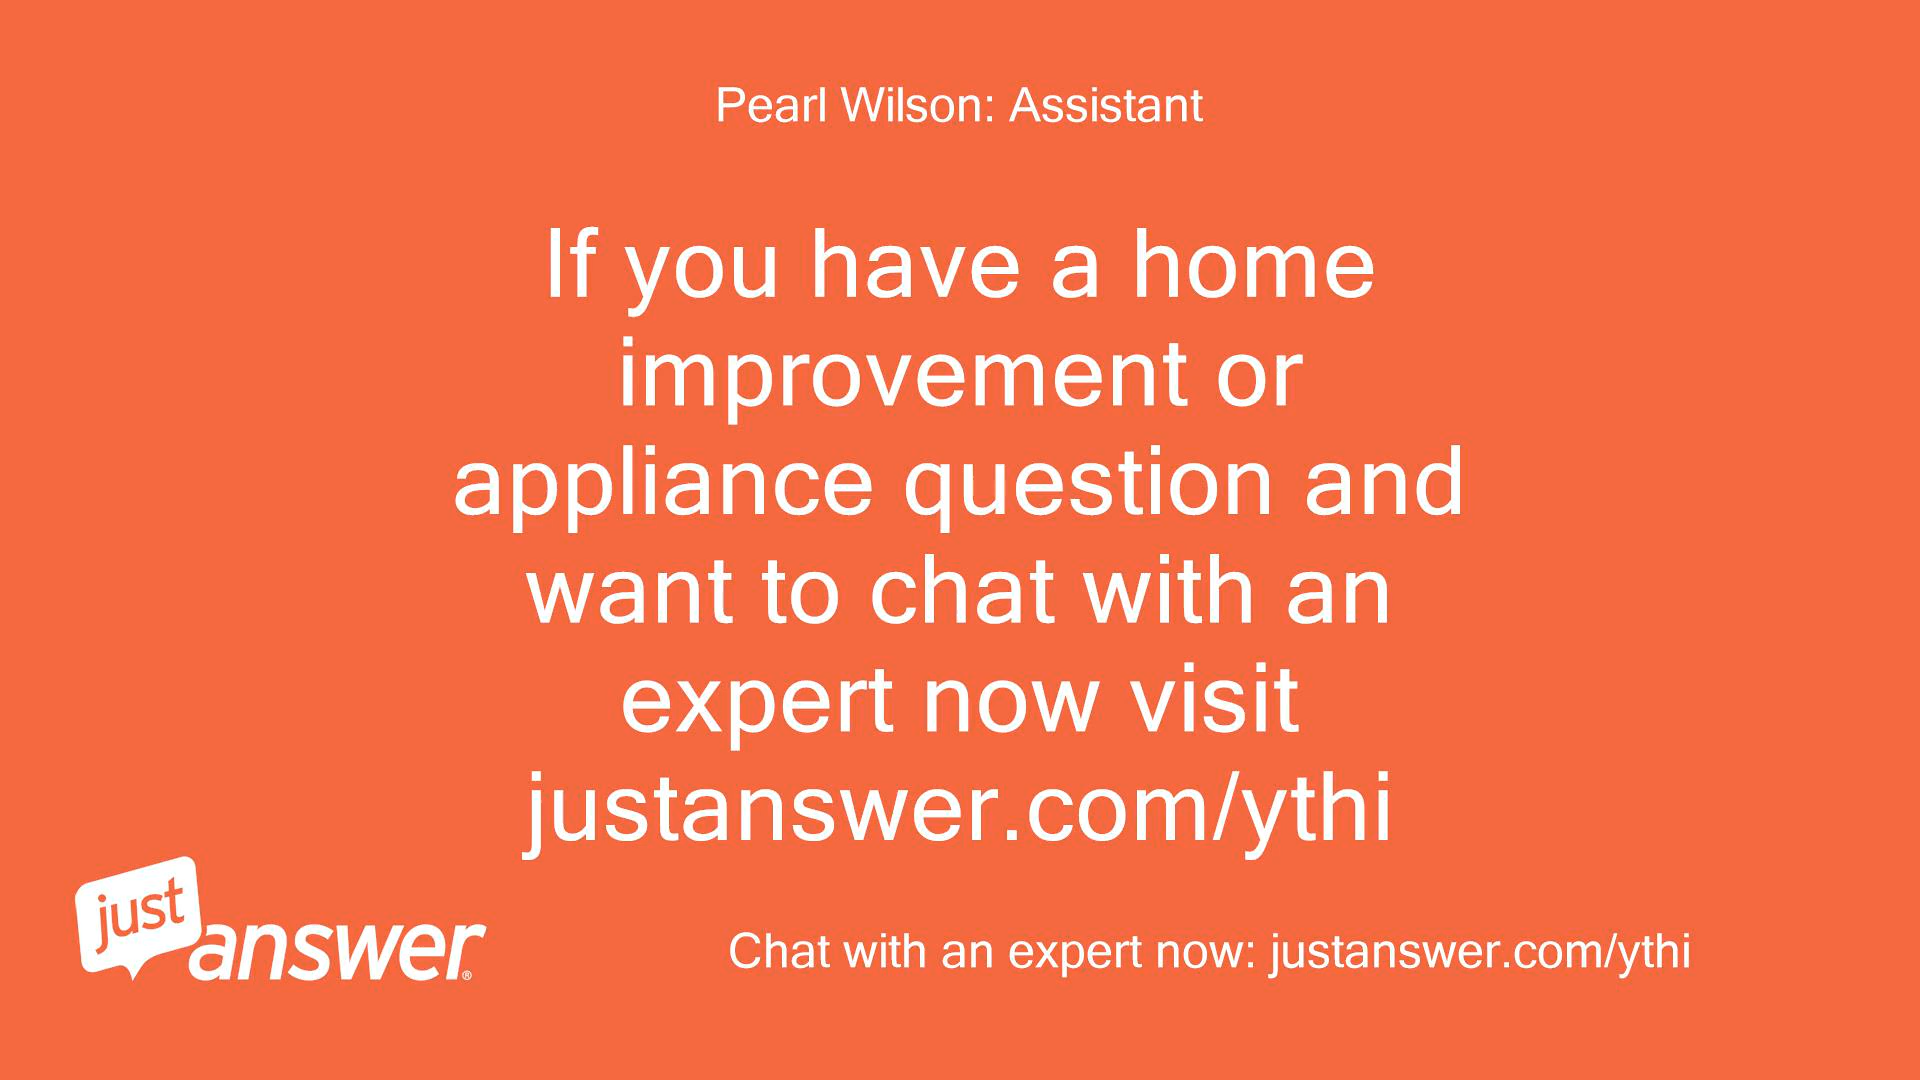 Pearl Wilson: Assistant
If you have a home
improvement or
appliance question and
want to chat with an
expert now visit
justanswer.com/ythi
just
answer®
Chat with an expert now: justanswer.com/ythi